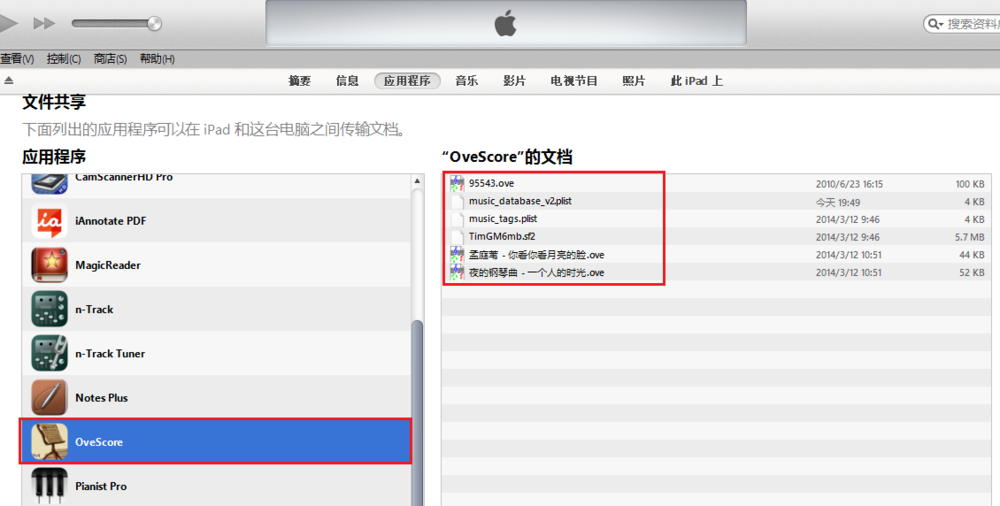 搜索资料库
查看(V) 控制(C) 商店(S) 帮助(H)
摘要 信息 应用程序 音乐 影片 电视节目 照片 此 iPad 上
文件共享
下面列出的应用程序可以在 iPad 和这台电脑之间传输文档。
应用程序
CamScannerHD Pro
iAnnotate PDF
MagicReader
n-Track
n-Track Tuner
Notes Plus
OveScore
Pianist Pro
“OveScore”的文档
95543.ove 2010/6/23 16:15 100 KB
music_database_v2.plist 今天 19:49 4 KB
music_tags.plist 2014/3/12 9:46 4 KB
TimGM6mb.sf2 2014/3/12 9:46 5.7 MB
孟庭苇 - 你看你看月亮的脸.ove 2014/3/12 10:51 44 KB
夜的钢琴曲 - 一个人的时光.ove 2014/3/12 10:51 52 KB